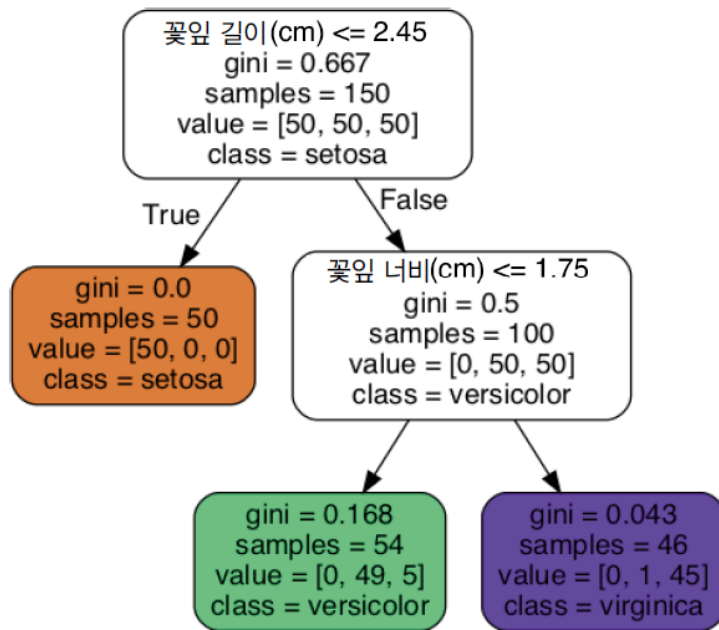 꽃잎 길이(cm) <= 2.45
gini = 0.667
samples = 150
value = [50, 50, 50]
class = setosa
True
False
gini = 0.0
samples = 50
value = [50, 0, 0]
class = setosa
꽃잎 너비(cm) <= 1.75
gini = 0.5
samples = 100
value = [0, 50, 50]
class = versicolor
gini = 0.168
samples = 54
value = [0, 49, 5]
class = versicolor
gini = 0.043
samples = 46
value = [0, 1, 45]
class = virginica